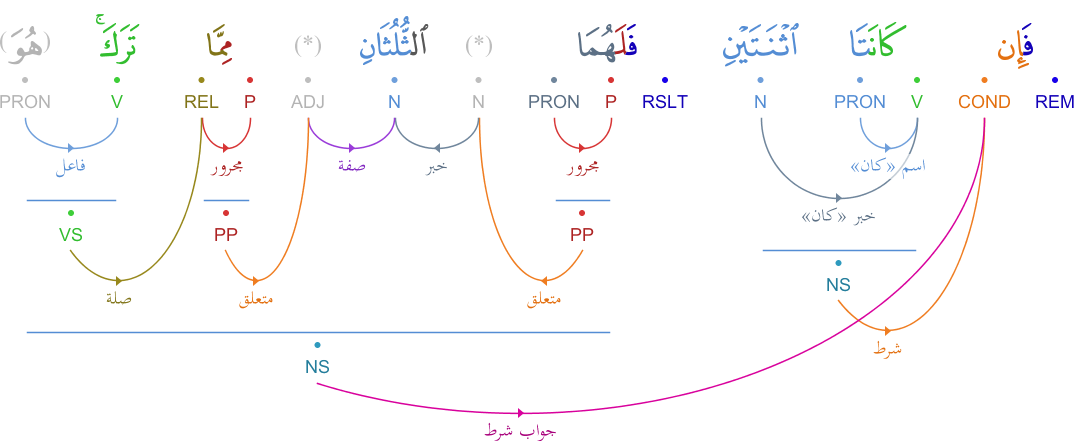 فَإِن كَانَتَا ٱثْنَتَيْنِ فَلَهُمَا (*) ٱلثُّلُثَانِ (*) مِمَّا تَرَكَ ۚ (هُوَ)
REM COND V PRON N RSLT P PRON N N ADJ P REL V PRON
اسم «كان» مجرور خبر صفة مجرور فاعل
خبر «كان»
PP PP VS
NS
متعلق متعلق صلة
شرط
NS
جواب شرط